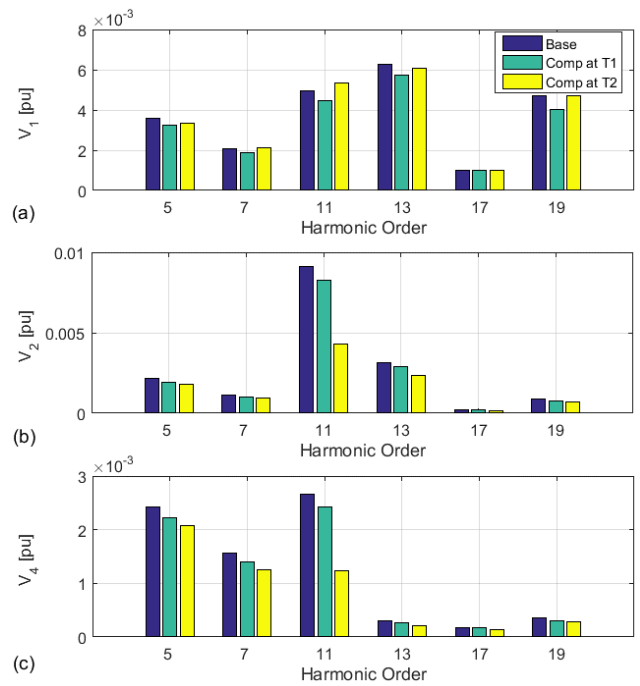 ×10⁻³
8
6
4
2
0
V₁ [pu]
Base
Comp at T1
Comp at T2
5 7 11 13 17 19
(a) Harmonic Order
0.01
0.005
0
V₂ [pu]
5 7 11 13 17 19
(b) Harmonic Order
×10⁻³
3
2
1
0
V₄ [pu]
5 7 11 13 17 19
(c) Harmonic Order